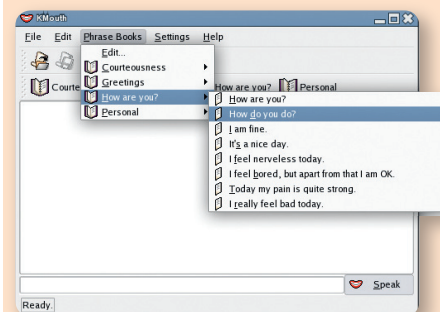 KMouth
File Edit Phrase Books Settings Help
Edit...
Courteousness
Greetings
How are you?
Personal
Courte
How are you? Personal
How are you?
How do you do?
I am fine.
It's a nice day.
I feel nerveless today.
I feel bored, but apart from that I am OK.
Today my pain is quite strong.
I really feel bad today.
Speak
Ready.